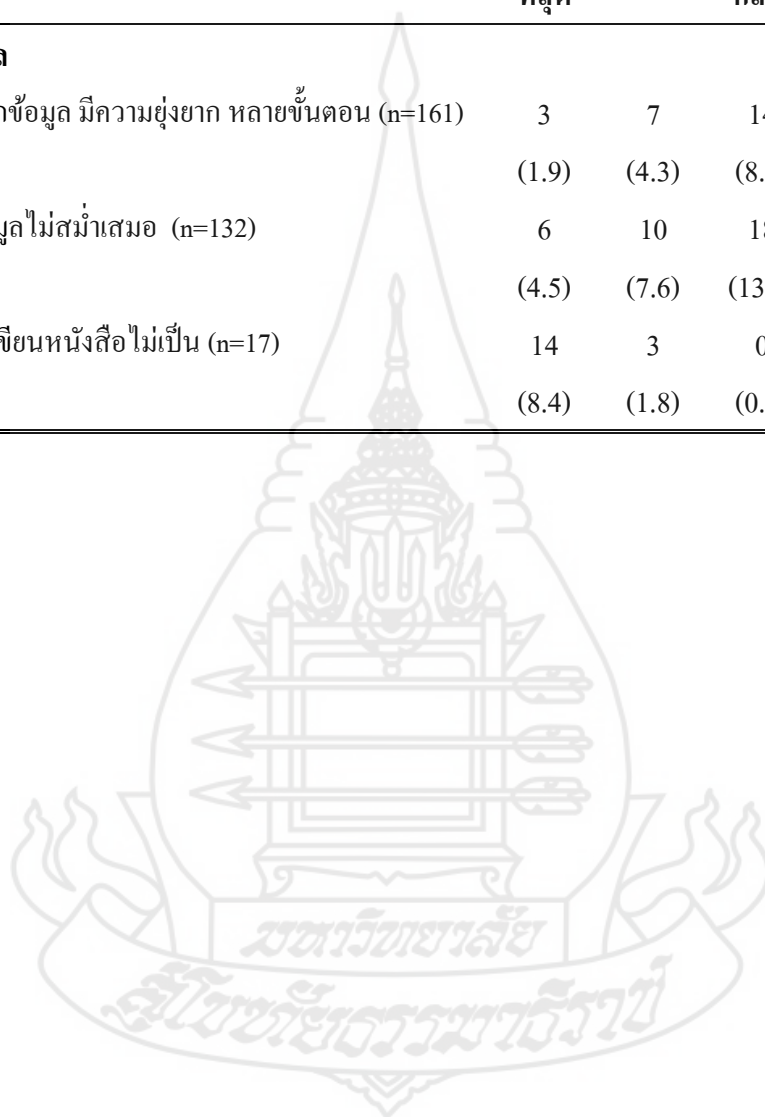 กข้อมูล มีความยุ่งยาก หลายขั้นตอน (n=161) 3 7
(1.9) (4.3)
มูลไม่สม่ำเสมอ (n=132) 6 10
(4.5) (7.6)
ขียนหนังสือไม่เป็น (n=17) 14 3
(8.4) (1.8)
มหาวิทยาลัย
สุโขทัยธรรมาธิราช